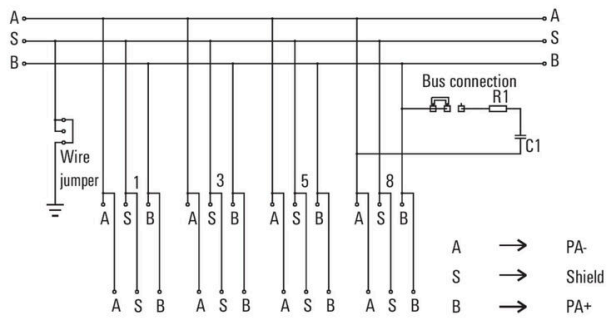 A A
S S
B B
Bus connection
R1
C1
Wire
jumper
1 3 5 8
A S B A S B A S B A S B
A S B A S B A S B A S B
A → PA-
S → Shield
B → PA+